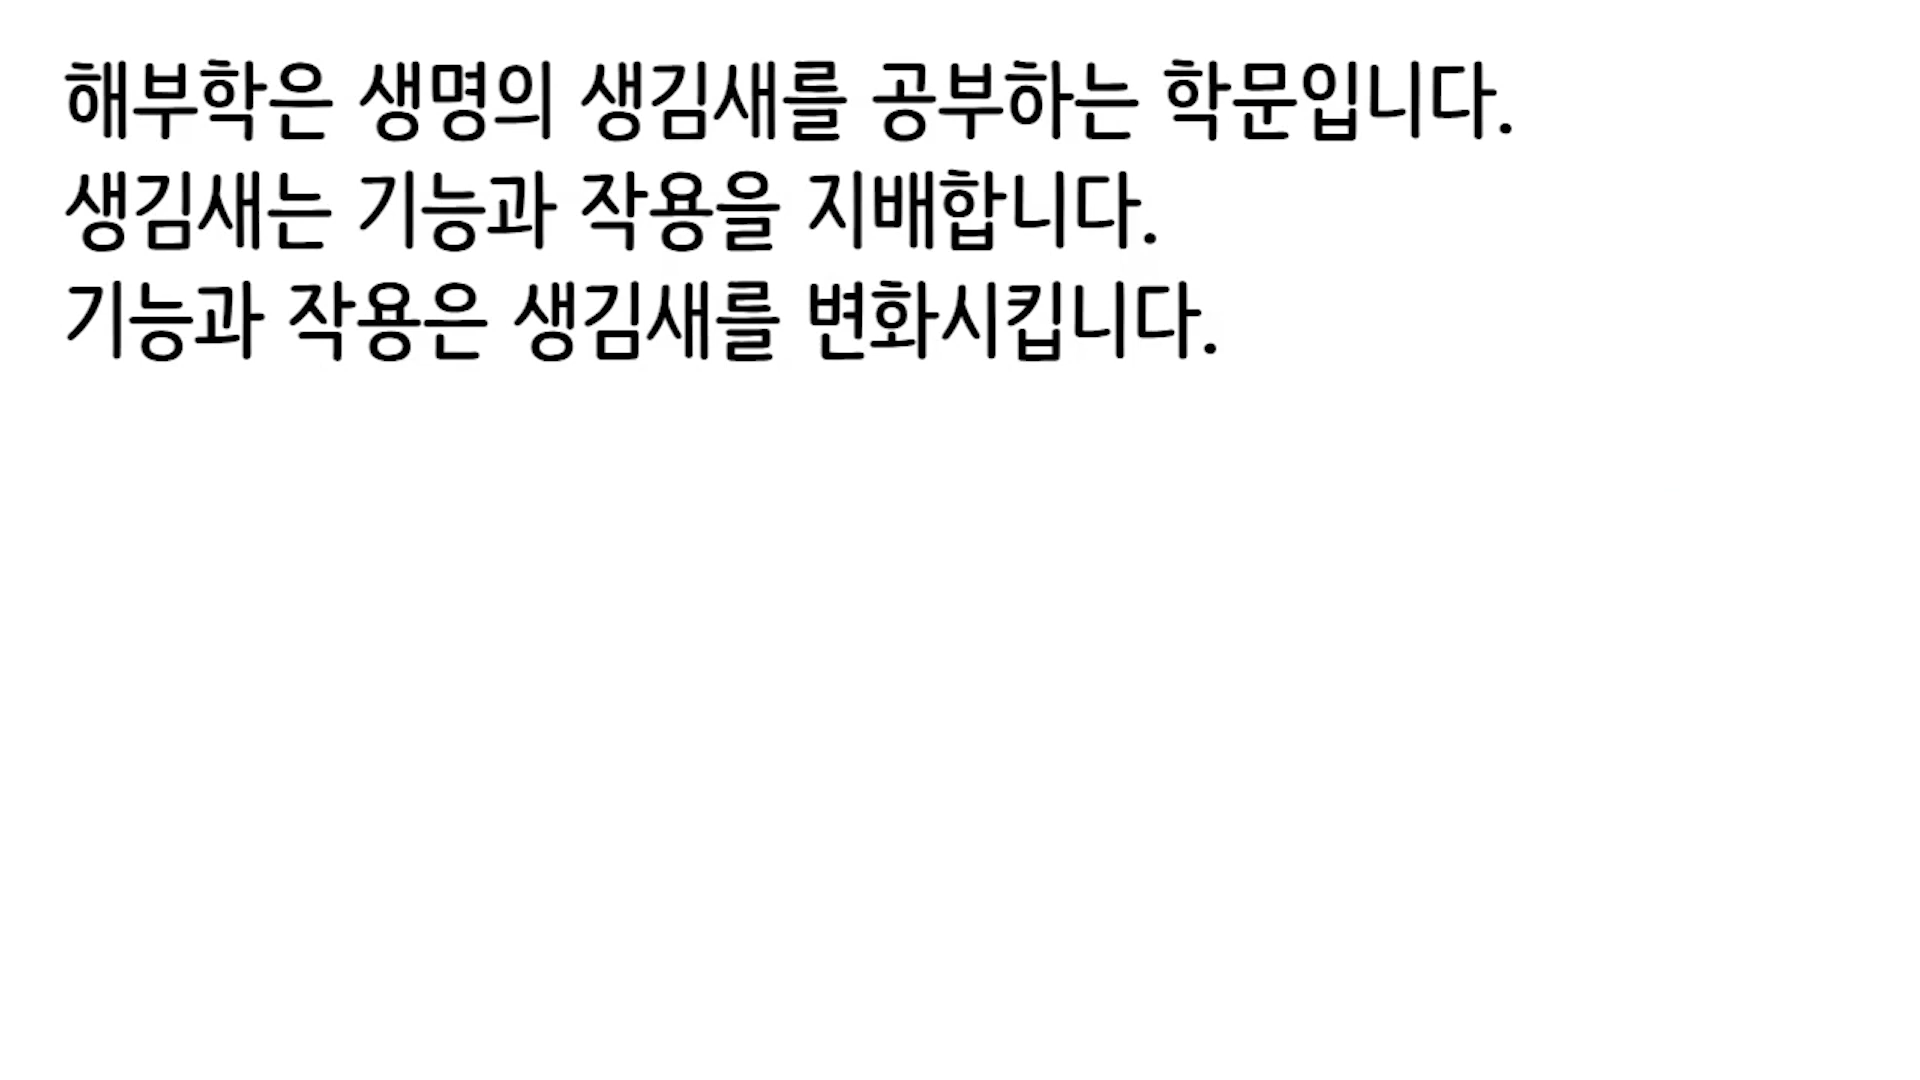 해부학은 생명의 생김새를 공부하는 학문입니다.
생김새는 기능과 작용을 지배합니다.
기능과 작용은 생김새를 변화시킵니다.